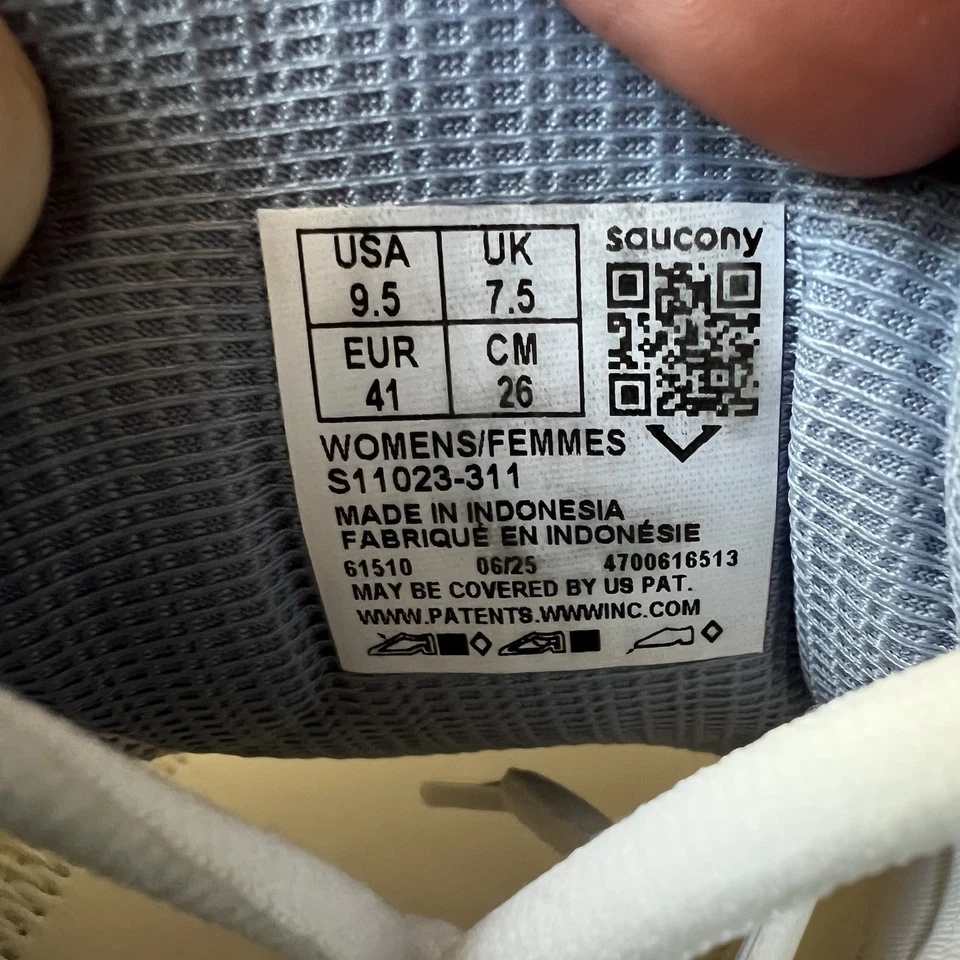 USA UK
9.5 7.5
EUR CM
41 26
saucony
WOMENS/FEMMES
S11023-311
MADE IN INDONESIA
FABRIQUÉ EN INDONÉSIE
61510 06/25 4700616513
MAY BE COVERED BY US PAT.
WWW.PATENTS.WWWINC.COM